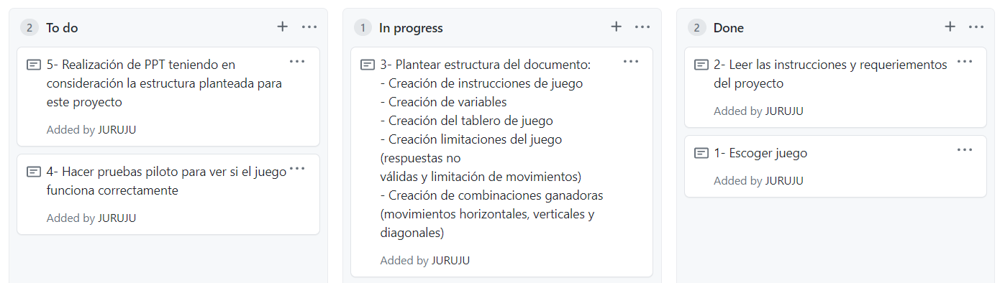 2 To do
5- Realización de PPT teniendo en
consideración la estructura planteada para
este proyecto
Added by JURUJU
4- Hacer pruebas piloto para ver si el juego
funciona correctamente
Added by JURUJU
1 In progress
3- Plantear estructura del documento:
- Creación de instrucciones de juego
- Creación de variables
- Creación del tablero de juego
- Creación limitaciones del juego
(respuestas no
válidas y limitación de movimientos)
- Creación de combinaciones ganadoras
(movimientos horizontales, verticales y
diagonales)
Added by JURUJU
2 Done
2- Leer las instrucciones y requeriementos
del proyecto
Added by JURUJU
1- Escoger juego
Added by JURUJU